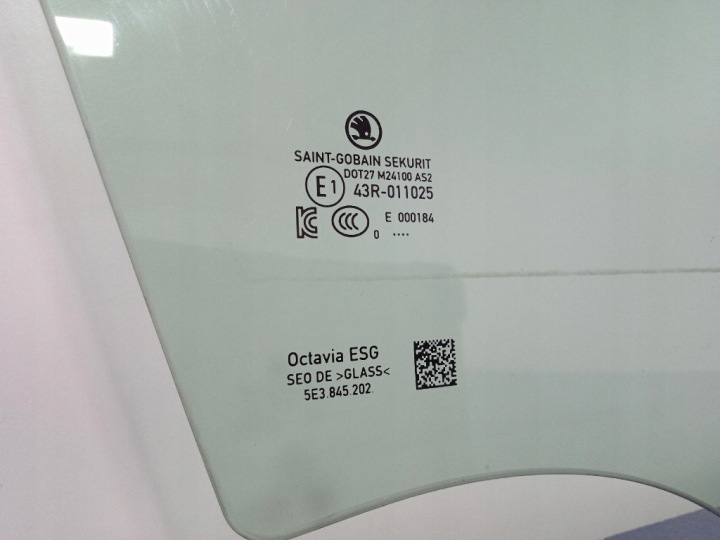 SAINT-GOBAIN SEKURIT
DOT27 M24100 AS2
E1 43R-011025
E 000184
0 ....
Octavia ESG
SEO DE >GLASS<
5E3.845.202.